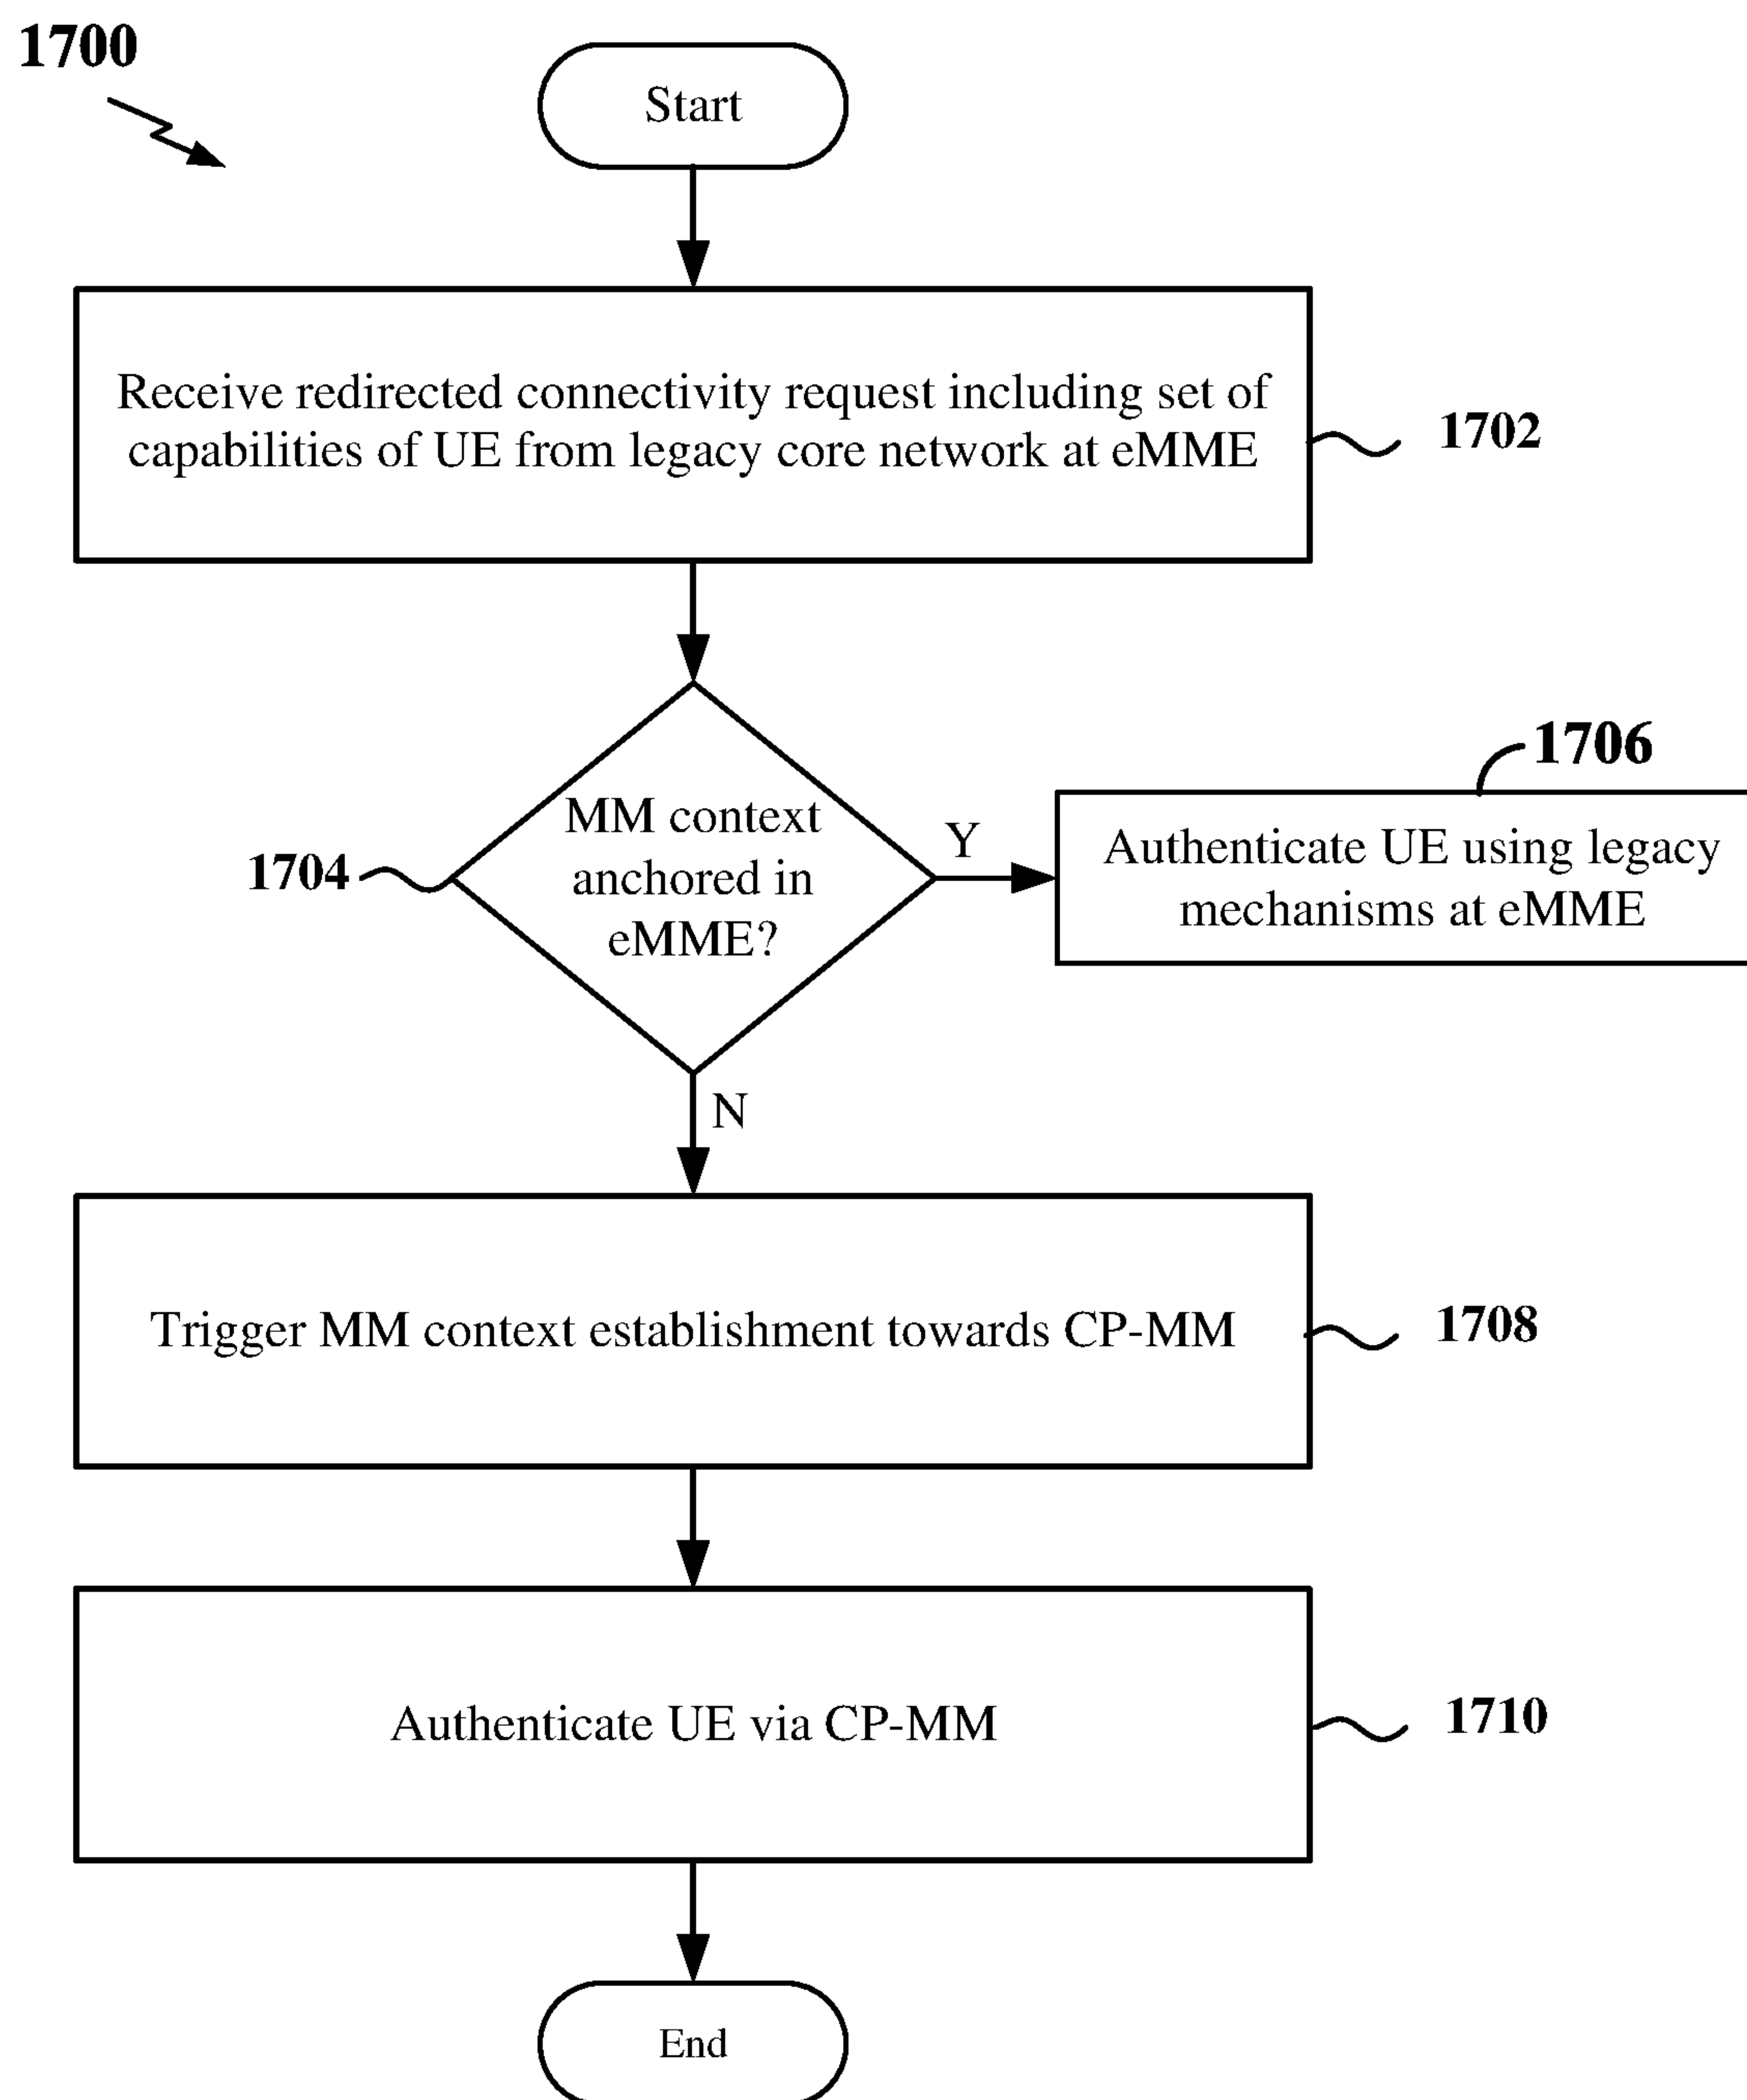 1700
Start
Receive redirected connectivity request including set of
capabilities of UE from legacy core network at eMME
1702
MM context
anchored in
eMME?
1704
Y
1706
Authenticate UE using legacy
mechanisms at eMME
N
Trigger MM context establishment towards CP-MM
1708
Authenticate UE via CP-MM
1710
End